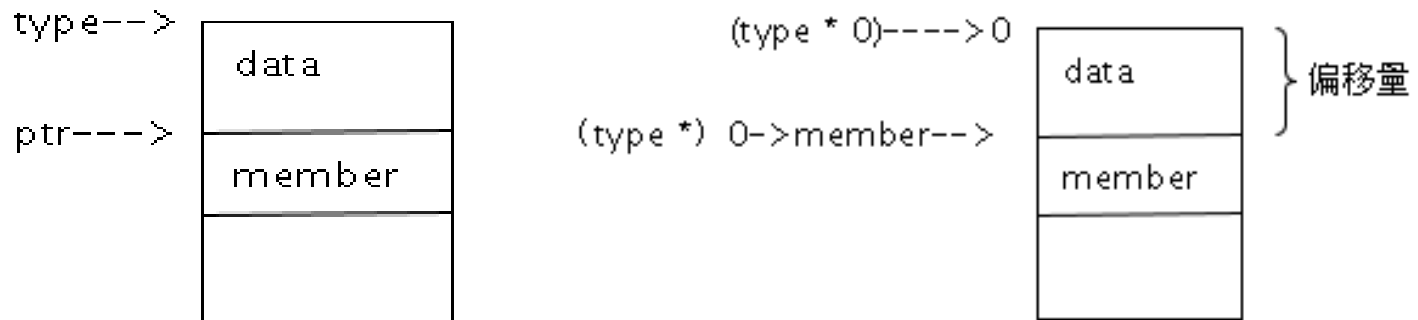 type-->
data
ptr--->
member
(type * 0)---->0
data
偏移量
(type *) 0->member-->
member